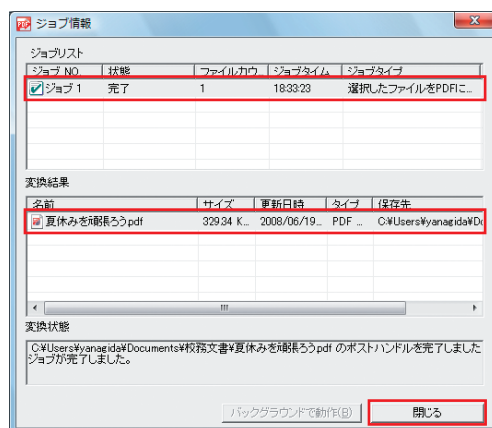 ジョブ情報
ジョブリスト
ジョブ NO. 状態 ファイルカウ... ジョブタイム ジョブタイプ
ジョブ 1 完了 1 18:33:23 選択したファイルをPDFに...
変換結果
名前 サイズ 更新日時 タイプ 保存先
夏休みを頑張ろう.pdf 329.34 K... 2008/06/19... PDF ... C:¥Users¥yanagida¥Do
変換状態
C:¥Users¥yanagida¥Documents¥校務文書¥夏休みを頑張ろう.pdf のポストハンドルを完了しました
ジョブが完了しました。
バックグラウンドで動作(B) 閉じる